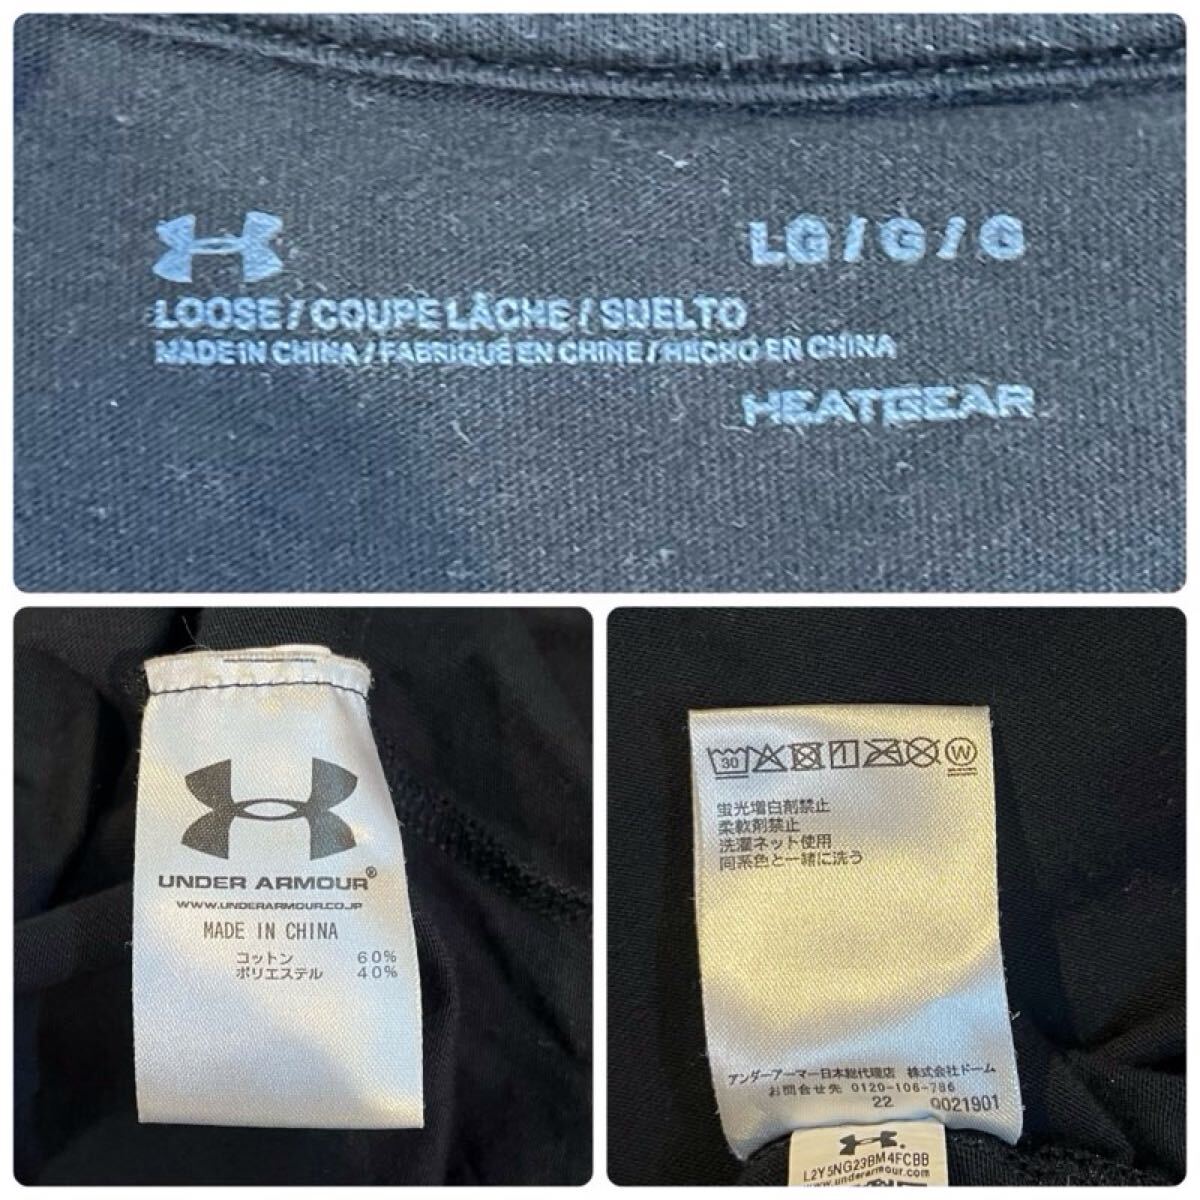 LG / G / G
LOOSE / COUPE LÂCHE / SUELTO
MADE IN CHINA / FABRIQUÉ EN CHINE / HECHO EN CHINA
HEATGEAR
UNDER ARMOUR®
WWW.UNDERARMOUR.CO.JP
MADE IN CHINA
コットン 60%
ポリエステル 40%
30 W
蛍光増白剤禁止
柔軟剤禁止
洗濯ネット使用
同系色と一緒に洗う
アンダーアーマー日本総代理店 株式会社ドーム
お問合せ先 0120-106-786
22 9021901
L2Y5NG23BM4FCBB
www.underarmour.com